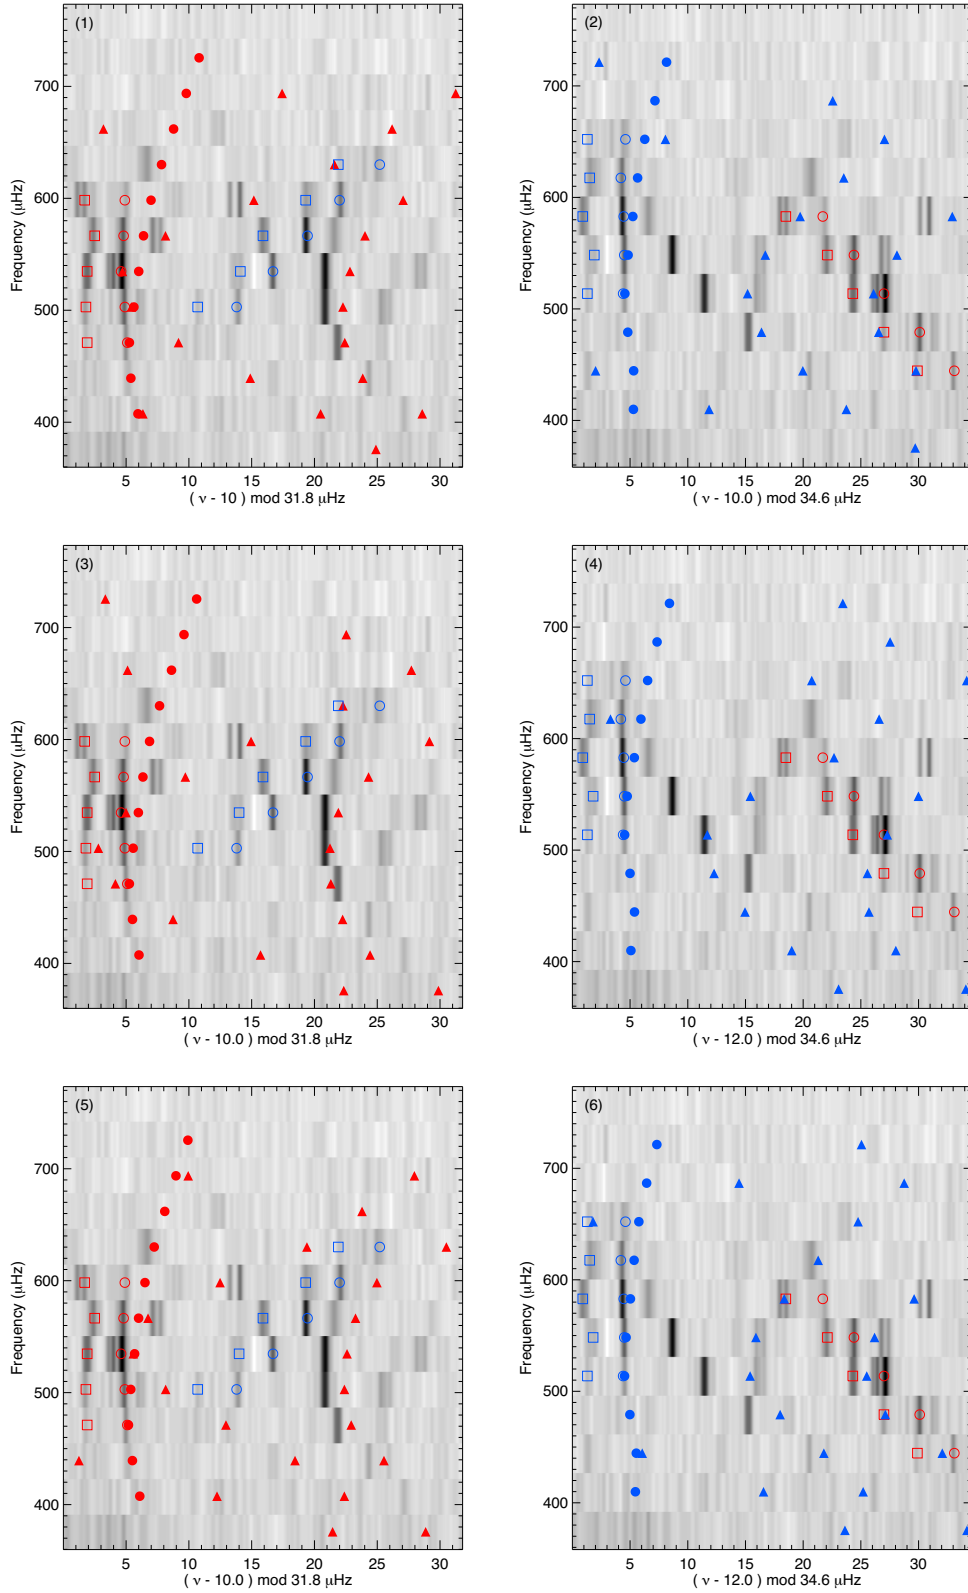 (1)
700
600
500
400
Frequency (μHz)
5 10 15 20 25 30
( ν - 10 ) mod 31.8 μHz
(2)
700
600
500
400
Frequency (μHz)
5 10 15 20 25 30
( ν - 10.0 ) mod 34.6 μHz
(3)
700
600
500
400
Frequency (μHz)
5 10 15 20 25 30
( ν - 10.0 ) mod 31.8 μHz
(4)
700
600
500
400
Frequency (μHz)
5 10 15 20 25 30
( ν - 12.0 ) mod 34.6 μHz
(5)
700
600
500
400
Frequency (μHz)
5 10 15 20 25 30
( ν - 10.0 ) mod 31.8 μHz
(6)
700
600
500
400
Frequency (μHz)
5 10 15 20 25 30
( ν - 12.0 ) mod 34.6 μHz